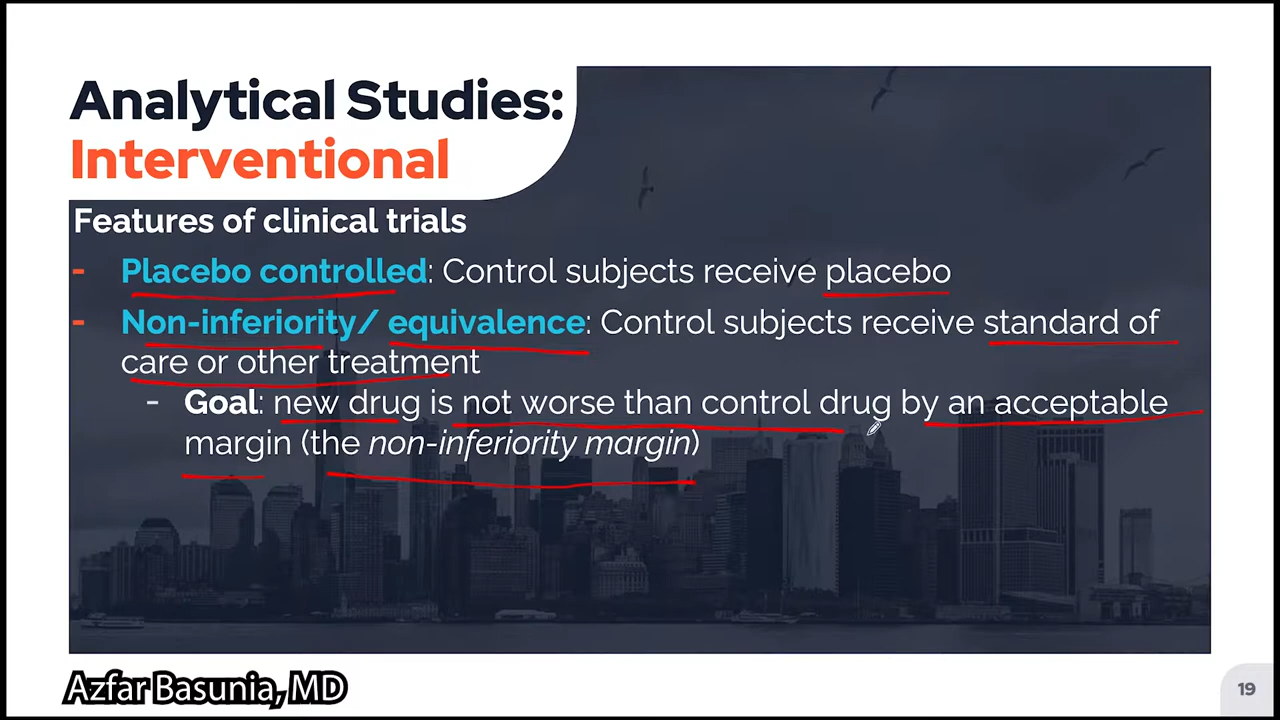 Analytical Studies:
Interventional
Features of clinical trials
- Placebo controlled: Control subjects receive placebo
- Non-inferiority/ equivalence: Control subjects receive standard of
care or other treatment
- Goal: new drug is not worse than control drug by an acceptable
margin (the non-inferiority margin)
Azfar Basunia, MD
19